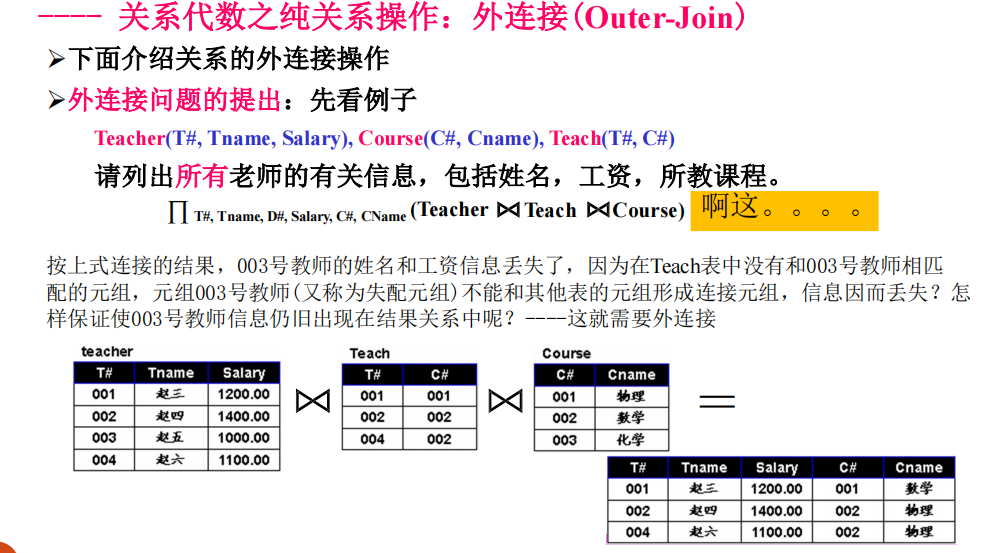 ---- 关系代数之纯关系操作：外连接(Outer-Join)
➢下面介绍关系的外连接操作
➢外连接问题的提出：先看例子
Teacher(T#, Tname, Salary), Course(C#, Cname), Teach(T#, C#)
请列出所有老师的有关信息，包括姓名，工资，所教课程。
∏ T#, Tname, D#, Salary, C#, CName (Teacher ⋈ Teach ⋈ Course) 啊这。。。。
按上式连接的结果，003号教师的姓名和工资信息丢失了，因为在Teach表中没有和003号教师相匹
配的元组，元组003号教师(又称为失配元组)不能和其他表的元组形成连接元组，信息因而丢失？怎
样保证使003号教师信息仍旧出现在结果关系中呢？----这就需要外连接
teacher
T# Tname Salary
001 赵三 1200.00
002 赵四 1400.00
003 赵五 1000.00
004 赵六 1100.00
⋈
Teach
T# C#
001 001
002 002
004 002
⋈
Course
C# Cname
001 物理
002 数学
003 化学
=
T# Tname Salary C# Cname
001 赵三 1200.00 001 数学
002 赵四 1400.00 002 物理
004 赵六 1100.00 002 物理